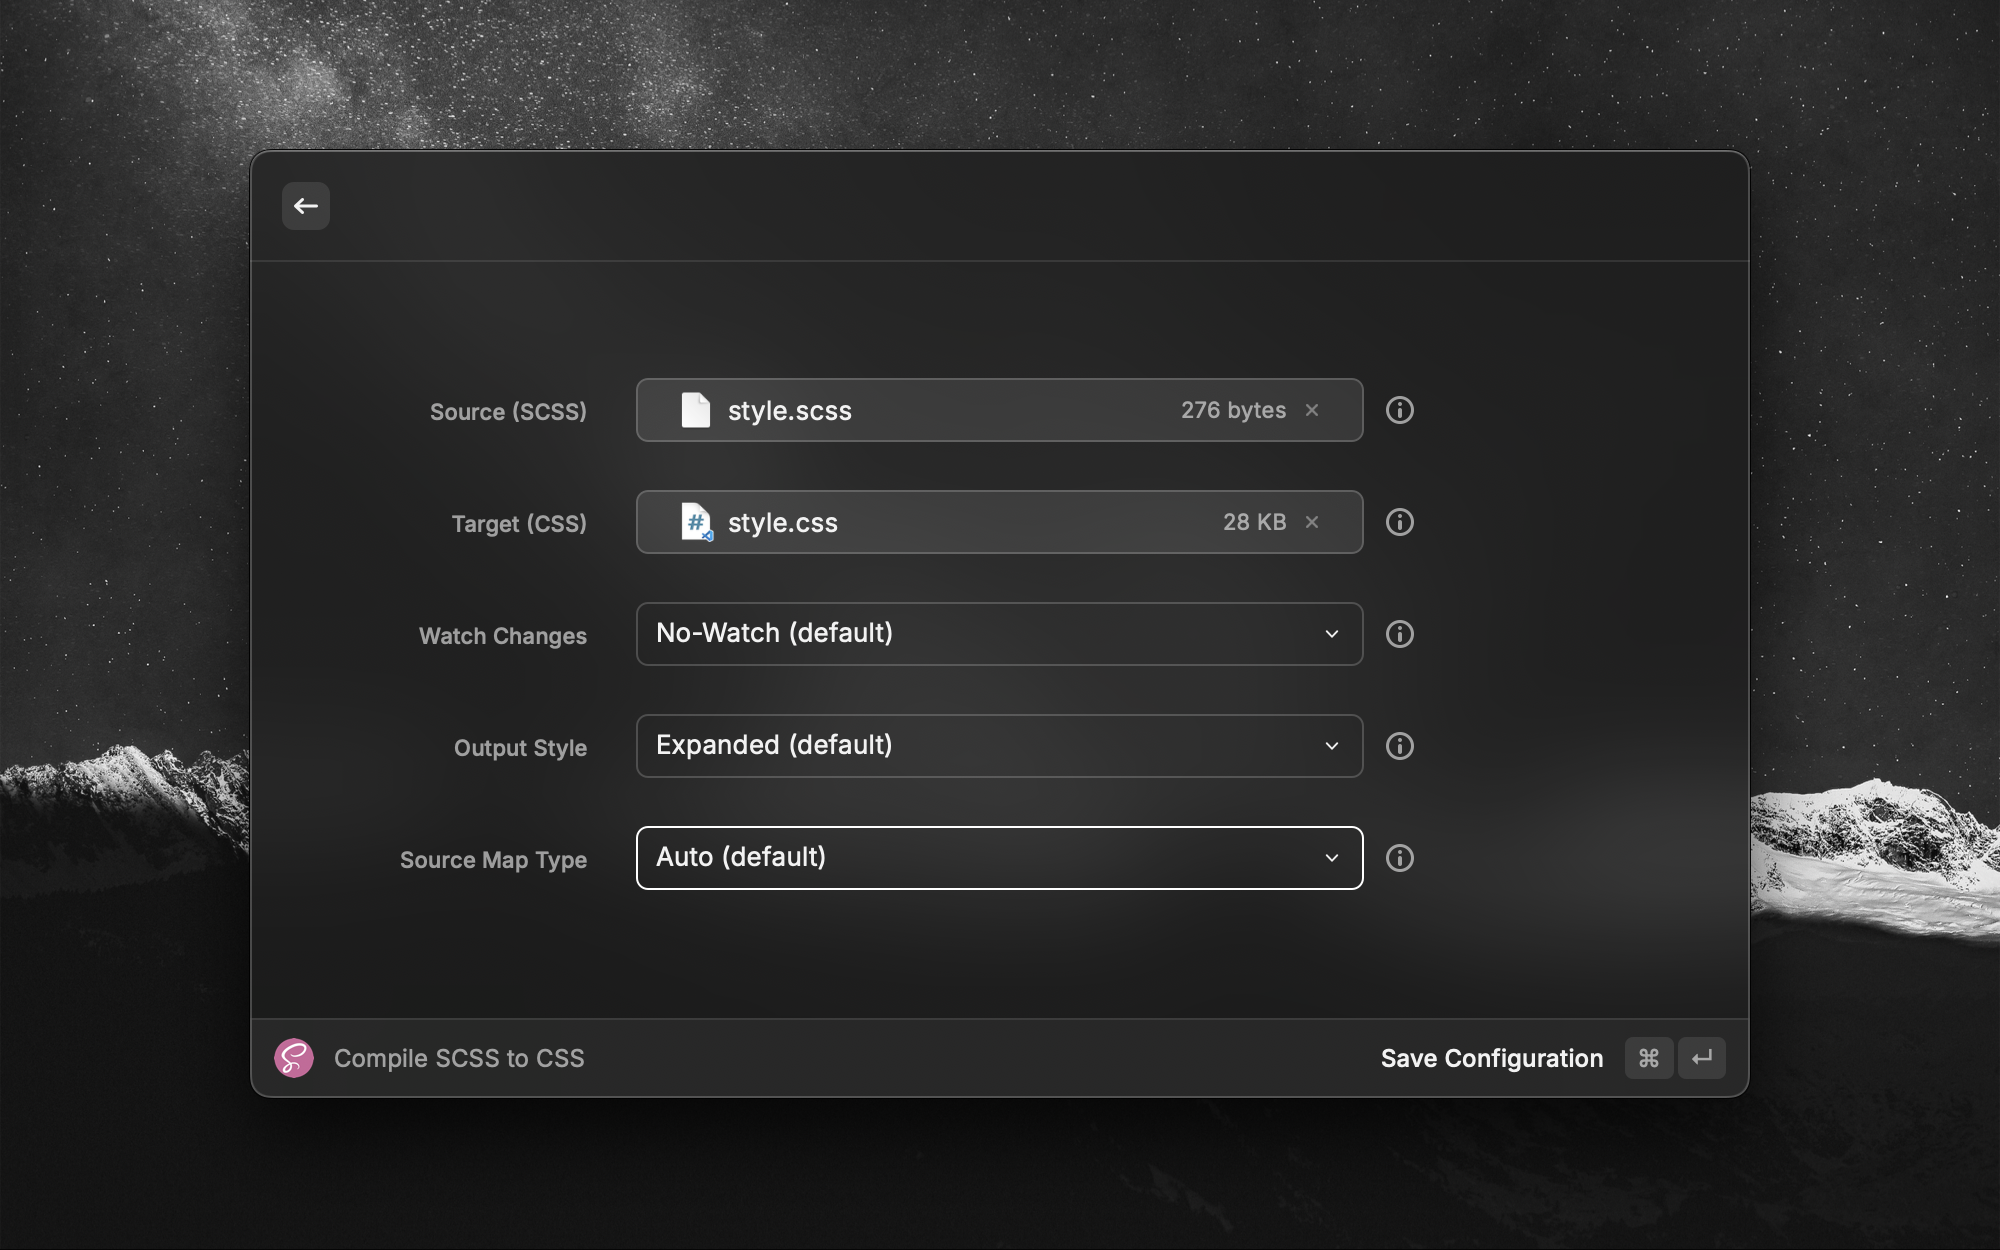 Source (SCSS) style.scss 276 bytes
Target (CSS) style.css 28 KB
Watch Changes No-Watch (default)
Output Style Expanded (default)
Source Map Type Auto (default)
Compile SCSS to CSS Save Configuration ⌘ ↵